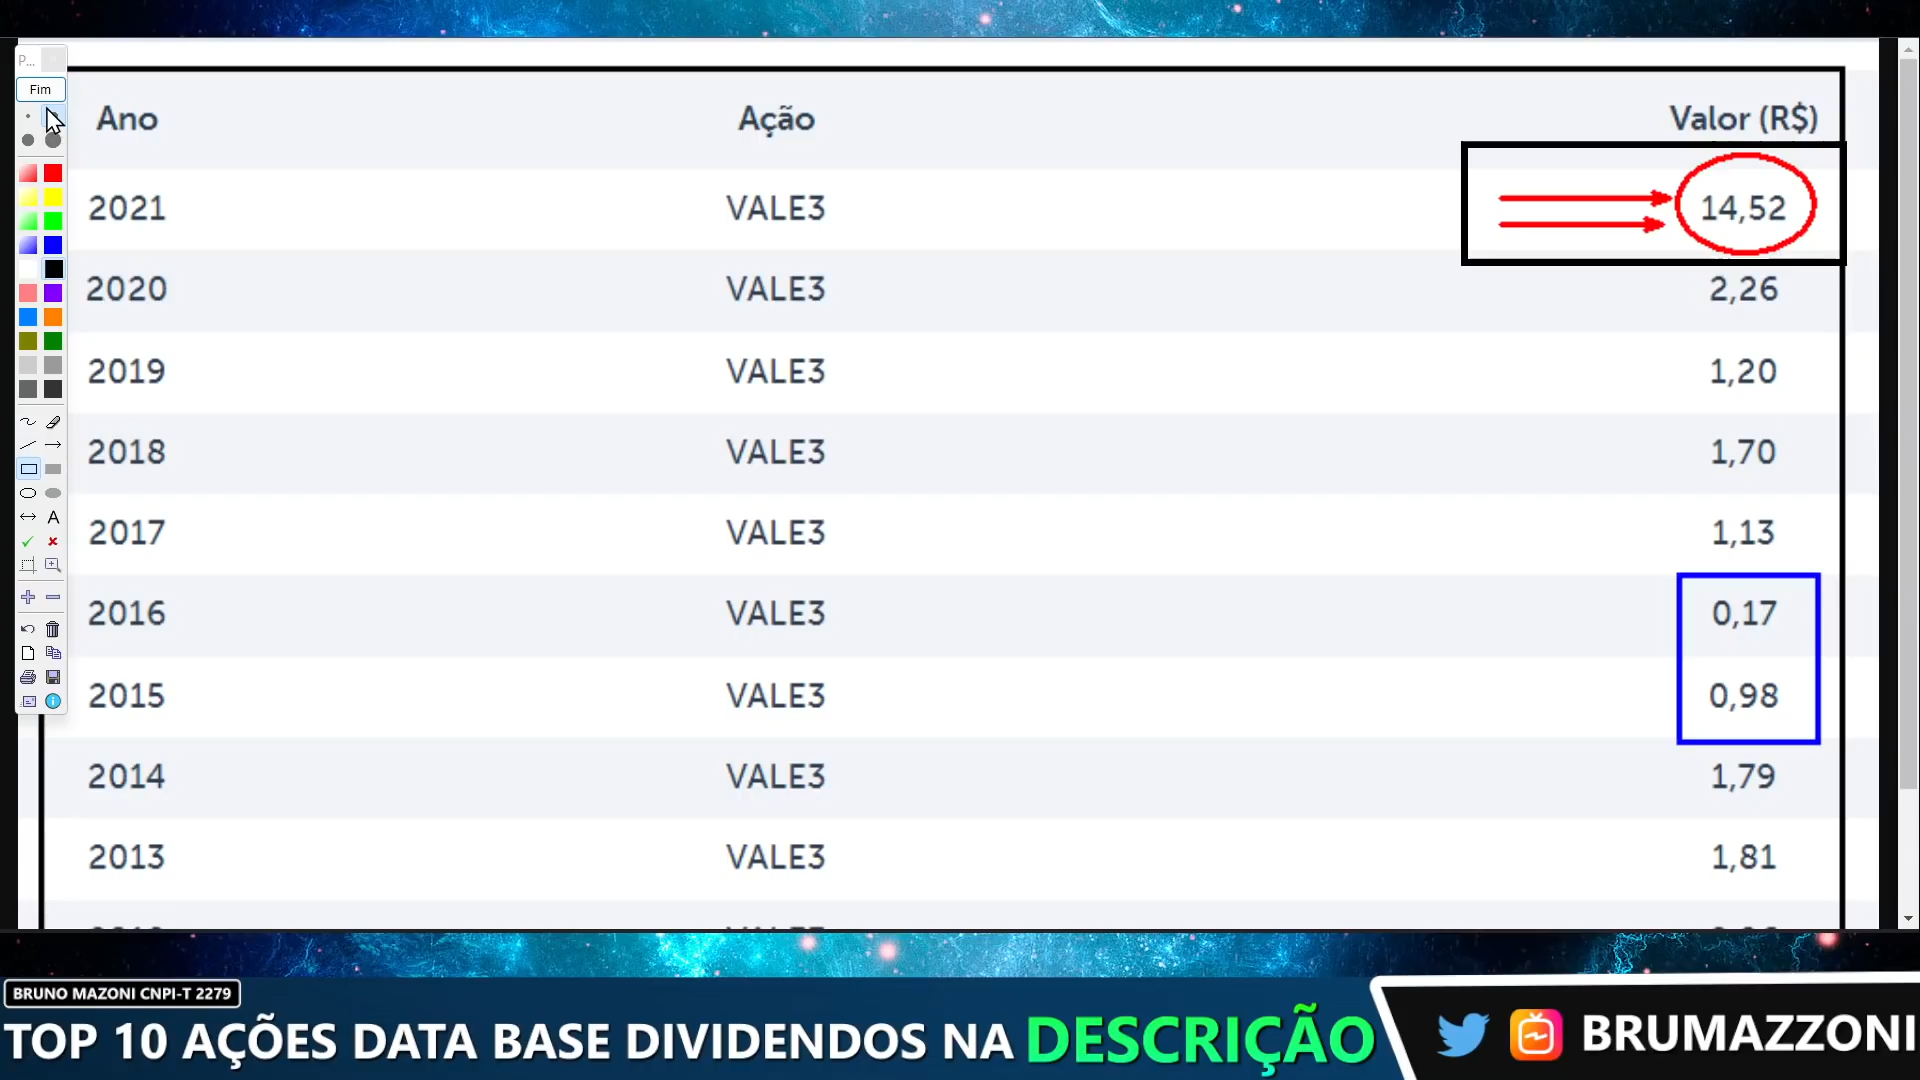 P...
Fim
Ano Ação Valor (R$)
2021 VALE3 14,52
2020 VALE3 2,26
2019 VALE3 1,20
2018 VALE3 1,70
2017 VALE3 1,13
2016 VALE3 0,17
2015 VALE3 0,98
2014 VALE3 1,79
2013 VALE3 1,81
BRUNO MAZONI CNPI-T 2279
TOP 10 AÇÕES DATA BASE DIVIDENDOS NA DESCRIÇÃO
BRUMAZZONI